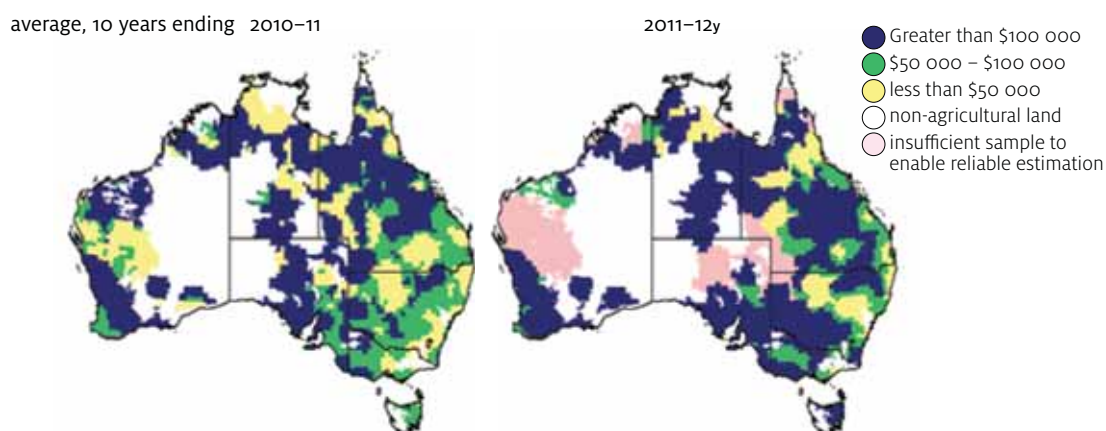 average, 10 years ending 2010–11
2011–12y
Greater than $100 000
$50 000 – $100 000
less than $50 000
non-agricultural land
insufficient sample to
enable reliable estimation